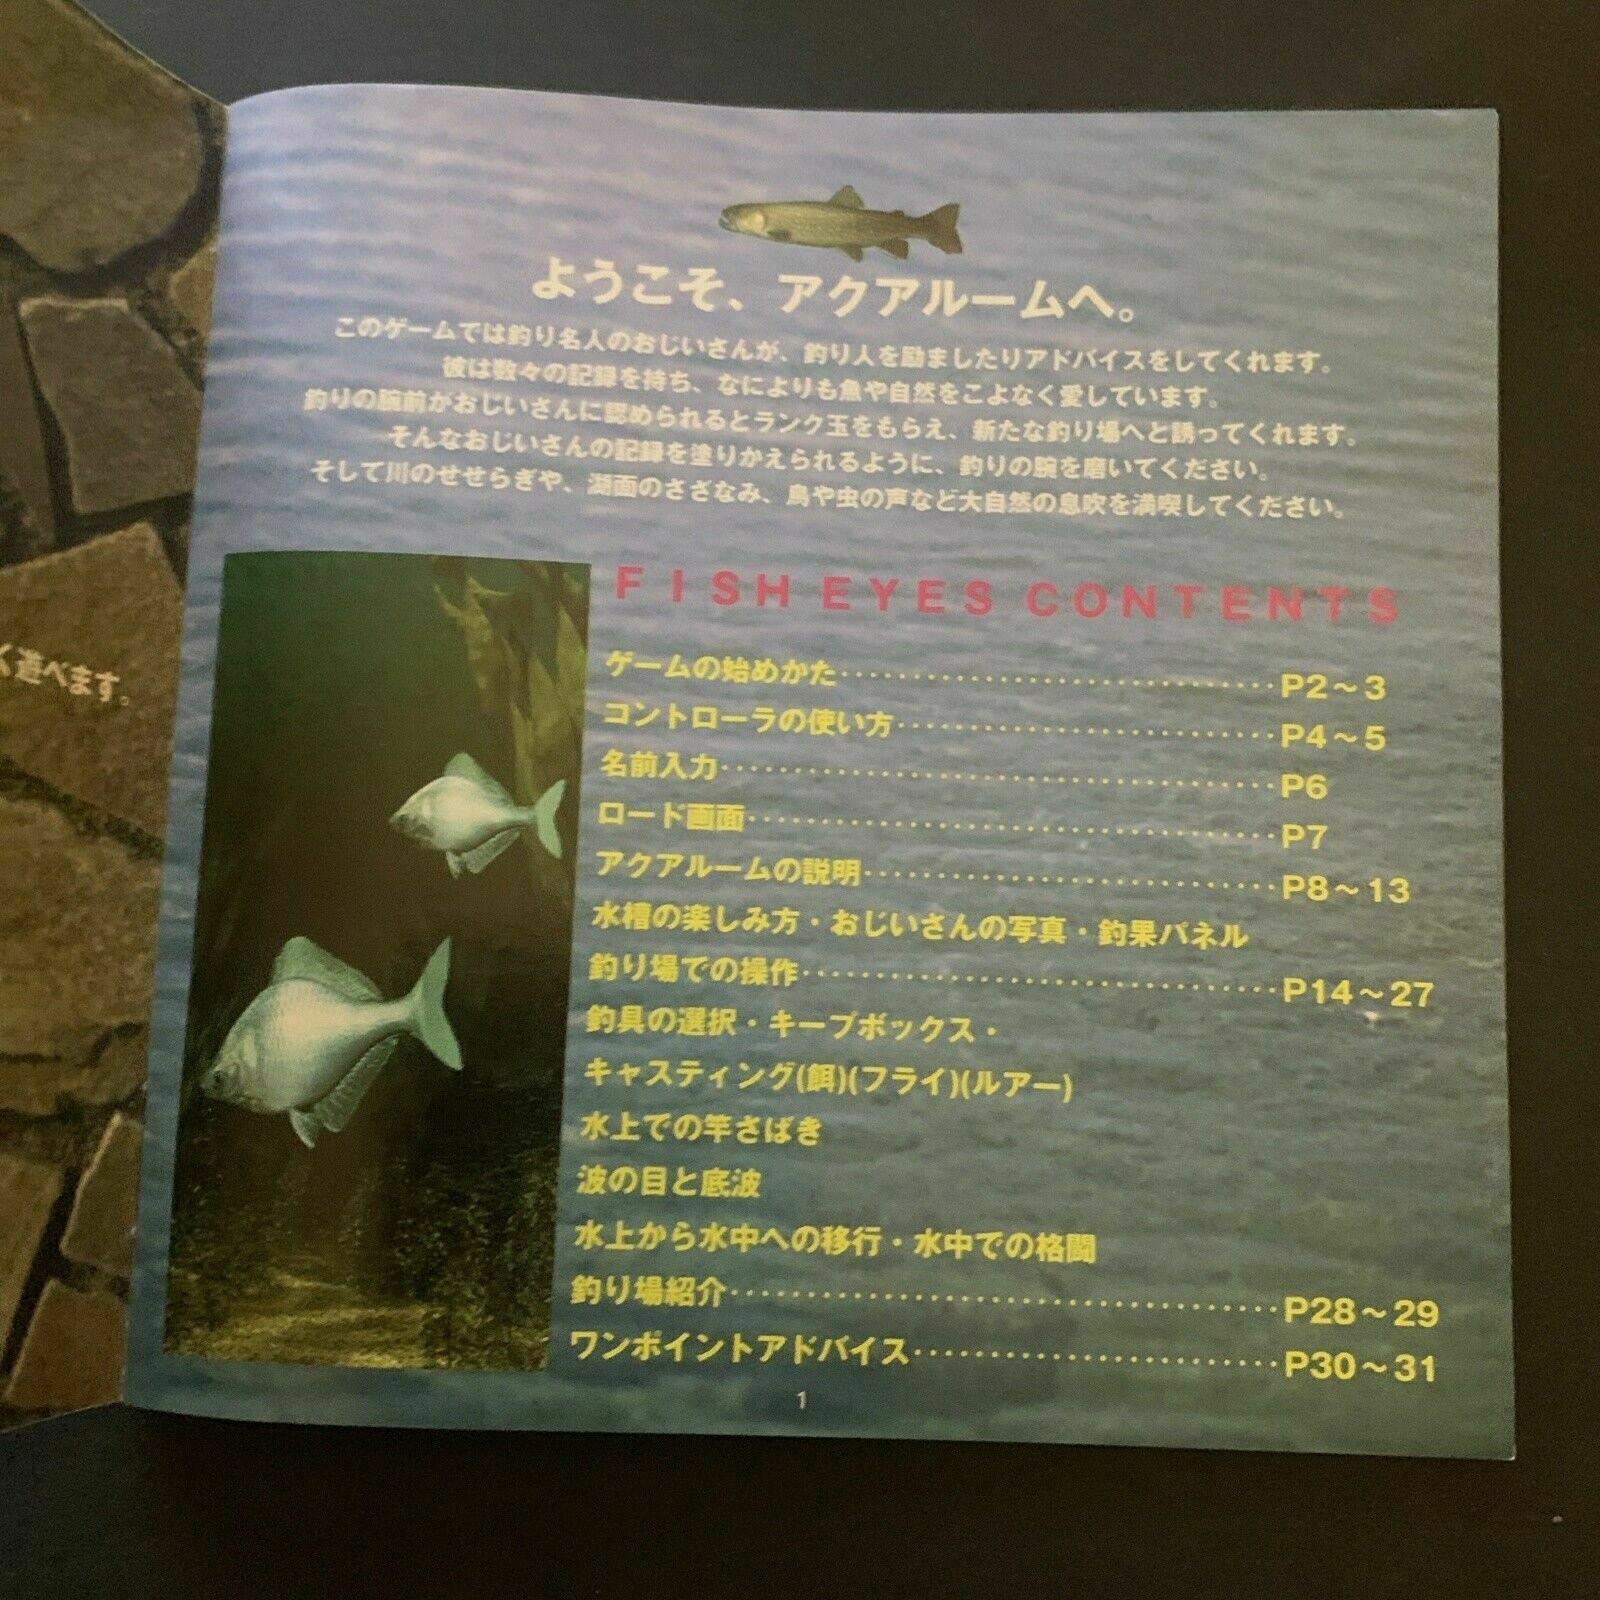 く遊べます。
ようこそ、アクアルームへ。
このゲームでは釣り名人のおじいさんが、釣り人を励ましたりアドバイスをしてくれます。
彼は数々の記録を持ち、なによりも魚や自然をこよなく愛しています。
釣りの腕前がおじいさんに認められるとランク玉をもらえ、新たな釣り場へと誘ってくれます。
そんなおじいさんの記録を塗りかえられるように、釣りの腕を磨いてください。
そして川のせせらぎや、湖面のさざなみ、鳥や虫の声など大自然の息吹を満喫してください。
FISH EYES CONTENTS
ゲームの始めかた・・・・・・・・・・・・・・・・・・・・・・・・・・・・・・P2～3
コントローラの使い方・・・・・・・・・・・・・・・・・・・・・・・・・・P4～5
名前入力・・・・・・・・・・・・・・・・・・・・・・・・・・・・・・・・・・・・・・P6
ロード画面・・・・・・・・・・・・・・・・・・・・・・・・・・・・・・・・・・・・P7
アクアルームの説明・・・・・・・・・・・・・・・・・・・・・・・・・・・・P8～13
水槽の楽しみ方・おじいさんの写真・釣果パネル
釣り場での操作・・・・・・・・・・・・・・・・・・・・・・・・・・・・・・・・P14～27
釣具の選択・キープボックス・
キャスティング(餌)(フライ)(ルアー)
水上での竿さばき
波の目と底波
水上から水中への移行・水中での格闘
釣り場紹介・・・・・・・・・・・・・・・・・・・・・・・・・・・・・・・・・・・・・・P28～29
ワンポイントアドバイス・・・・・・・・・・・・・・・・・・・・・・・・・P30～31
1